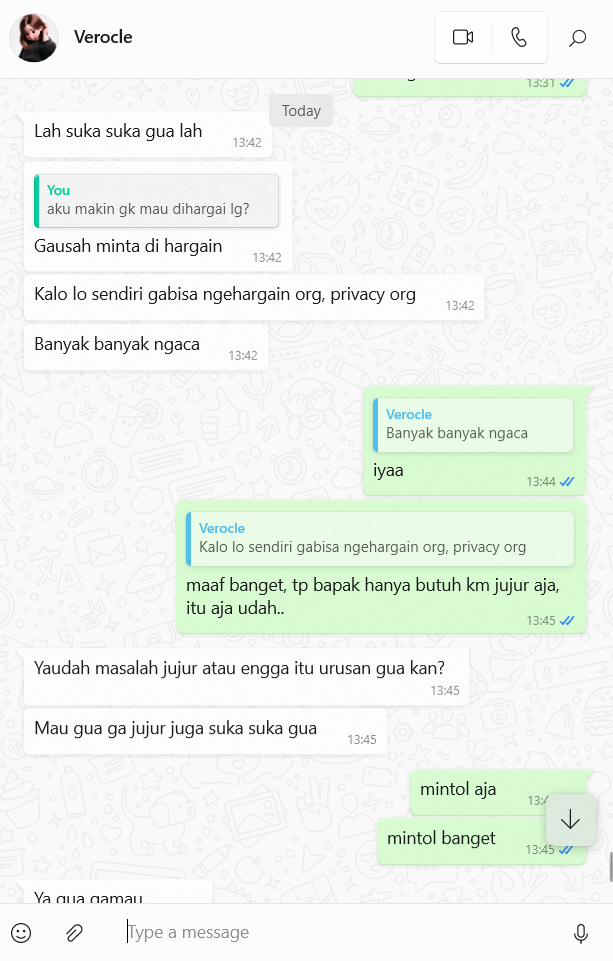 Verocle
13:31
Today
Lah suka suka gua lah
13:42
You
aku makin gk mau dihargai lg?
Gausah minta di hargain
13:42
Kalo lo sendiri gabisa ngehargain org, privacy org
13:42
Banyak banyak ngaca
13:42
Verocle
Banyak banyak ngaca
iyaa
13:44
Verocle
Kalo lo sendiri gabisa ngehargain org, privacy org
maaf banget, tp bapak hanya butuh km jujur aja,
itu aja udah..
13:45
Yaudah masalah jujur atau engga itu urusan gua kan?
13:45
Mau gua ga jujur juga suka suka gua
13:45
mintol aja
mintol banget
13:45
Ya gua gamau
Type a message